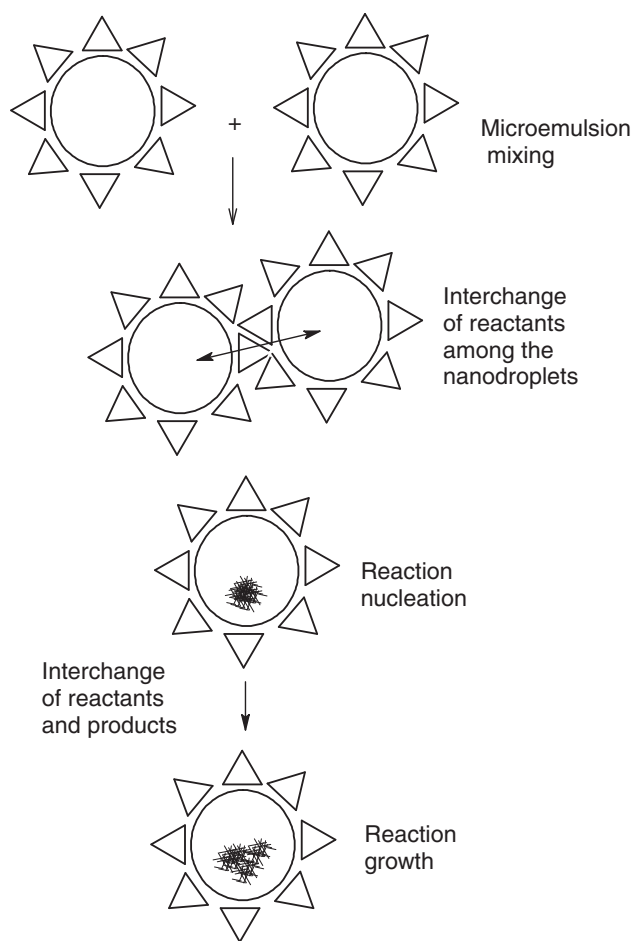 +
Microemulsion
mixing
Interchange
of reactants
among the
nanodroplets
Reaction
nucleation
Interchange
of reactants
and products
Reaction
growth